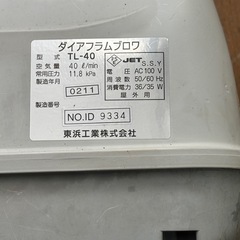 ダイアフラムブロワ
型式 TL-40
空気量 40ℓ/min
常用圧力 11.8 kPa
製造年月
0211
JET S.S.Y
電圧 AC100 V
周波数 50/60 Hz
消費電力 36/35 W
屋外用
製造番号
NO.ID 9334
東浜工業株式会社